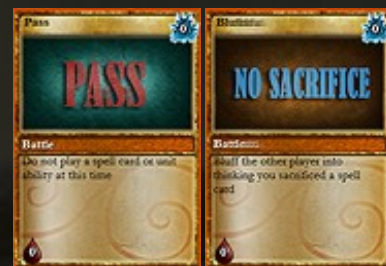 Pass
0
PASS
Battle
Do not play a spell card or unit
ability at this time
0
0
NO SACRIFICE
Battle
Bluff the other player into
thinking you sacrificed a spell
card
0